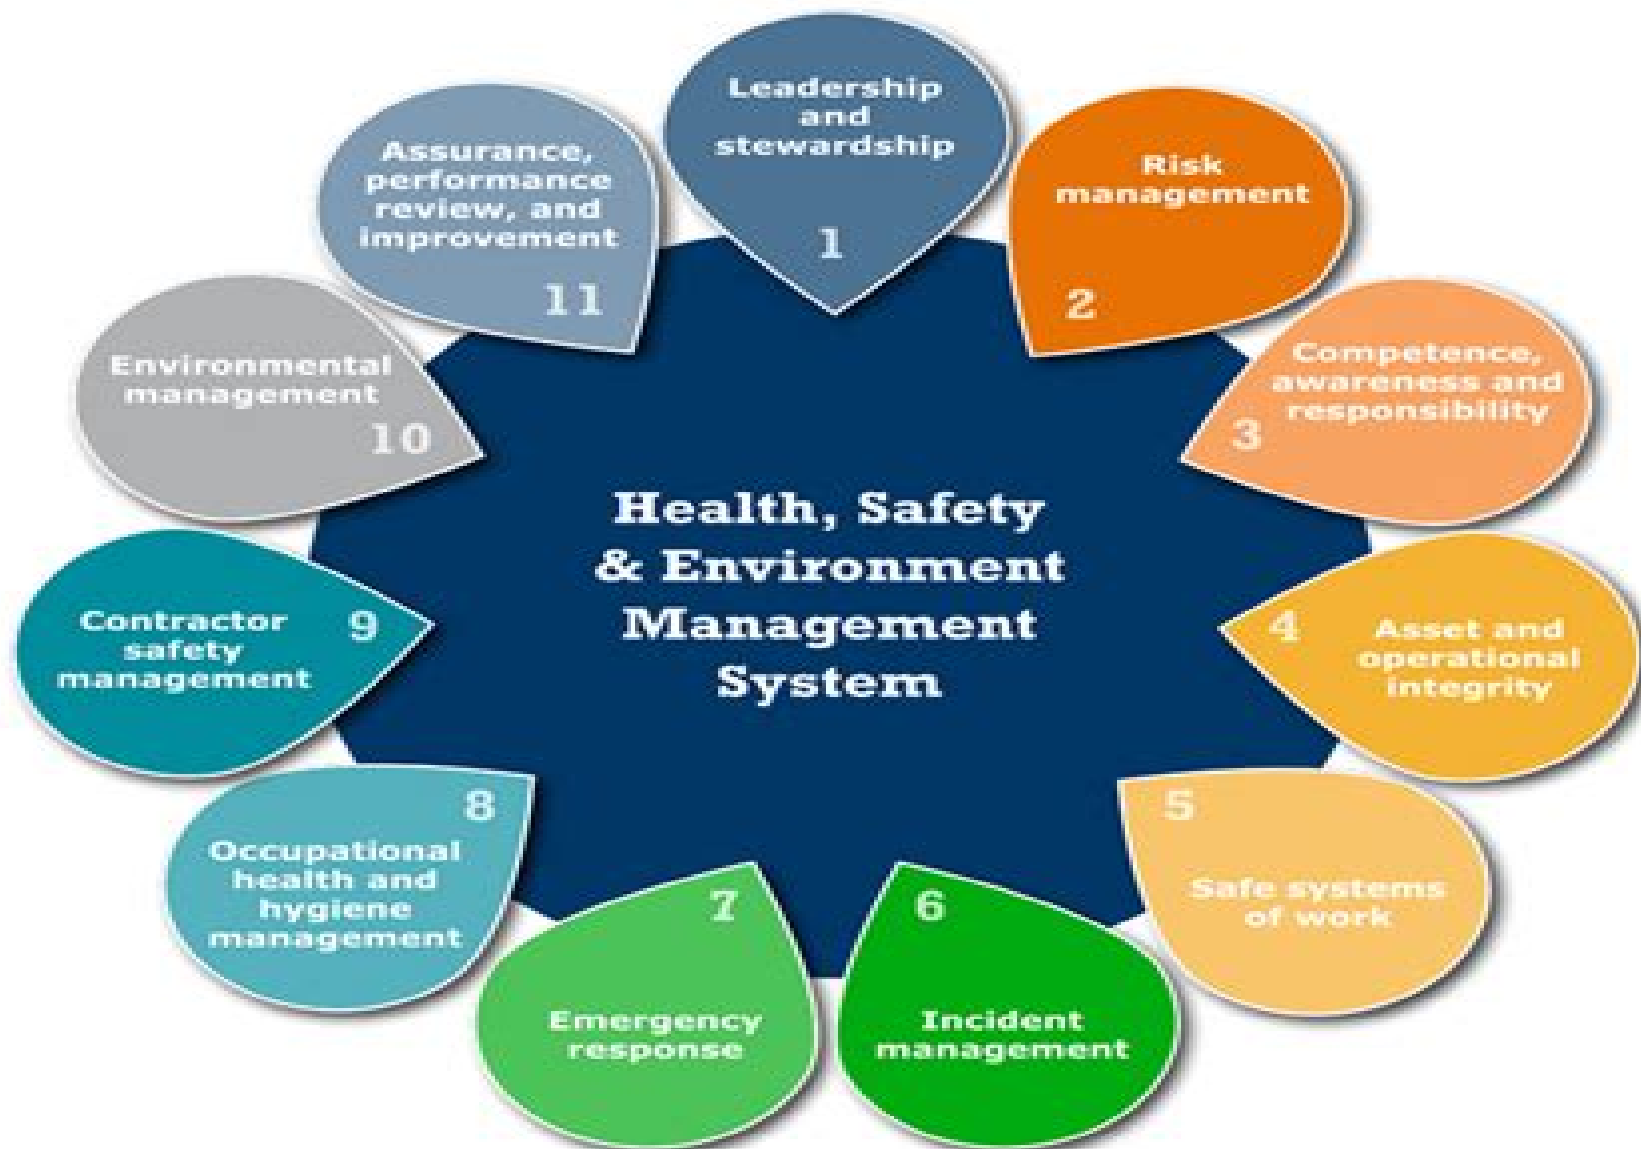 Health, Safety
& Environment
Management
System
Leadership
and
stewardship
1
Risk
management
2
Competence,
awareness and
responsibility
3
4
Asset and
operational
integrity
5
Safe systems
of work
6
Incident
management
7
Emergency
response
8
Occupational
health and
hygiene
management
9
Contractor
safety
management
Environmental
management
10
Assurance,
performance
review, and
improvement
11